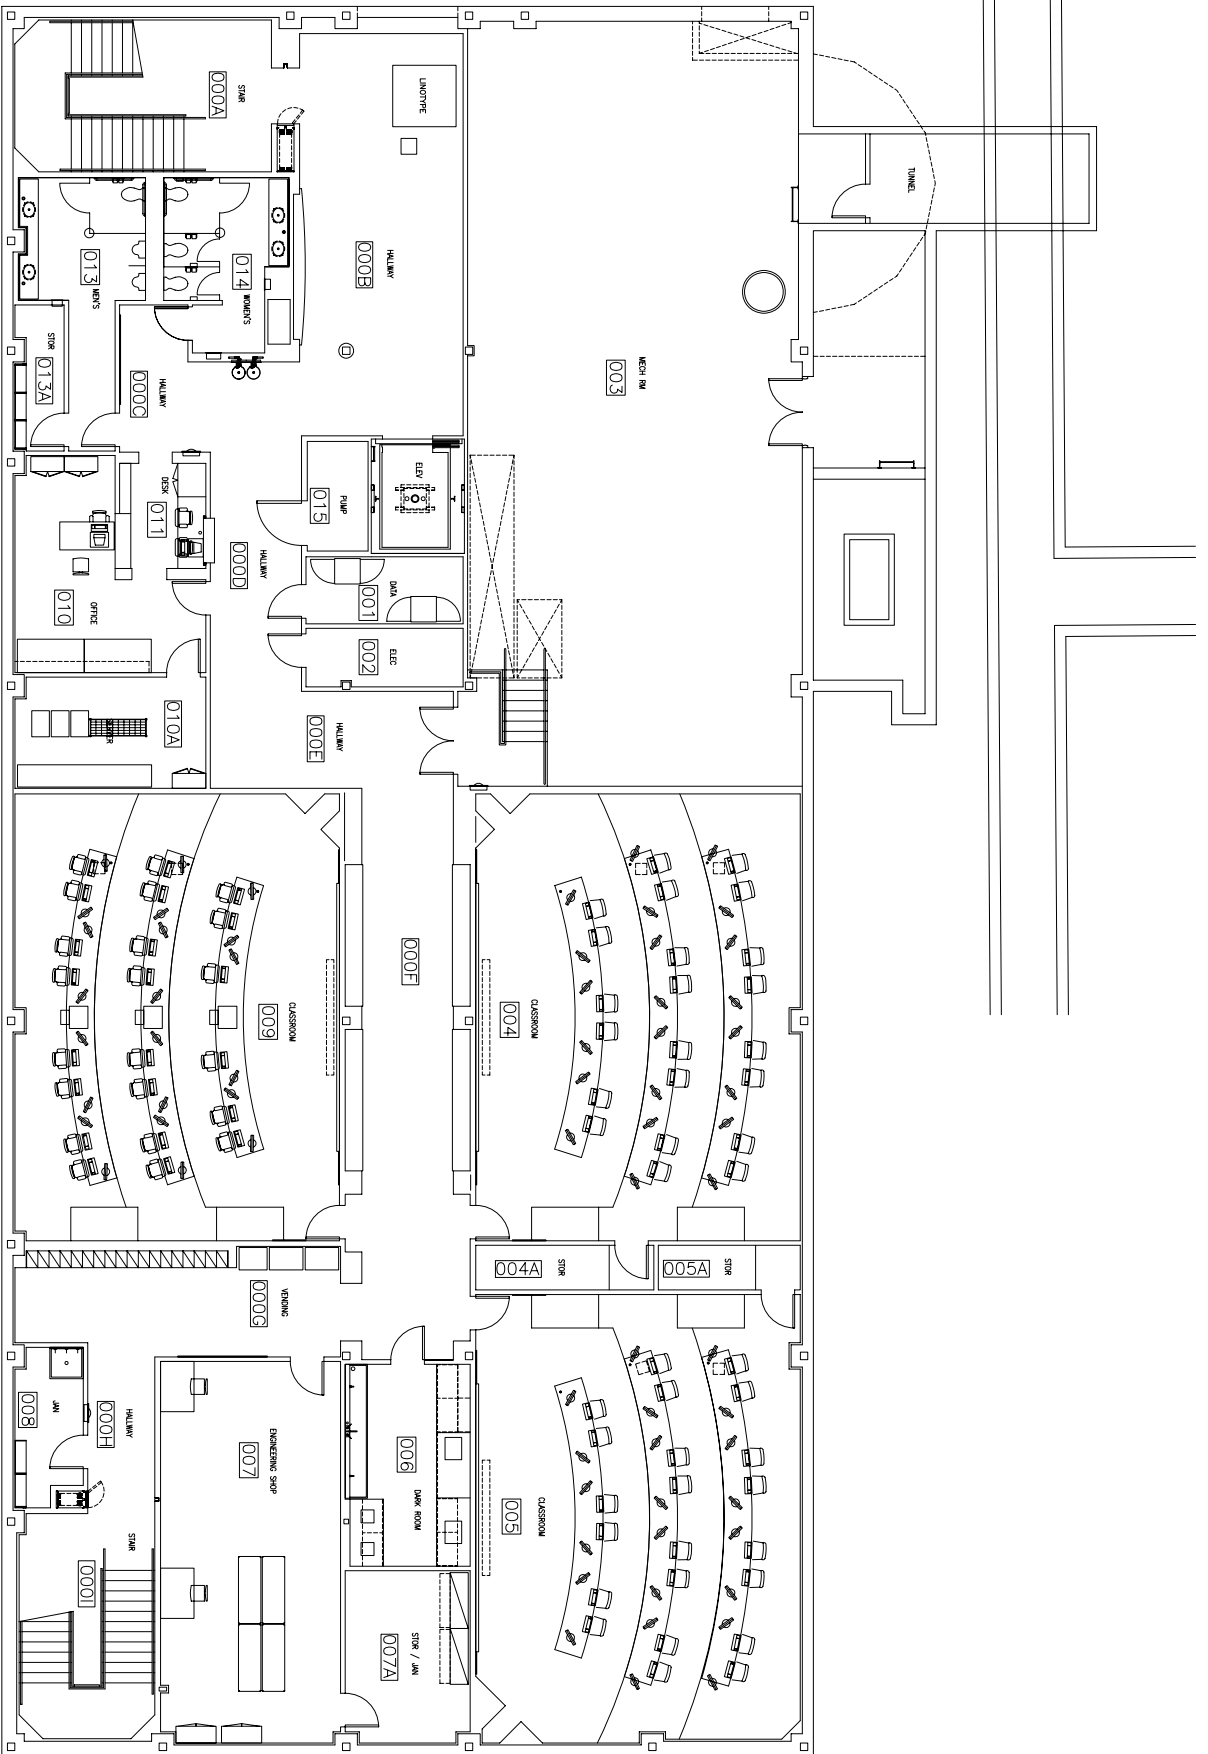 TUNNEL
STAIR
000A
LINOTYPE
HALLWAY
000B
MECH RM
003
MEN'S
013
WOMEN'S
014
STOR
013A
HALLWAY
000C
DESK
011
OFFICE
010
HALLWAY
000D
PUMP
015
ELEV
DATA
001
ELEC
002
010A
HALLWAY
000E
CLASSROOM
009
000F
CLASSROOM
004
STOR
004A
STOR
005A
VENDING
000G
JAN
008
HALLWAY
000H
STAIR
000I
ENGINEERING SHOP
007
DARK ROOM
006
STOR / JAN
007A
CLASSROOM
005